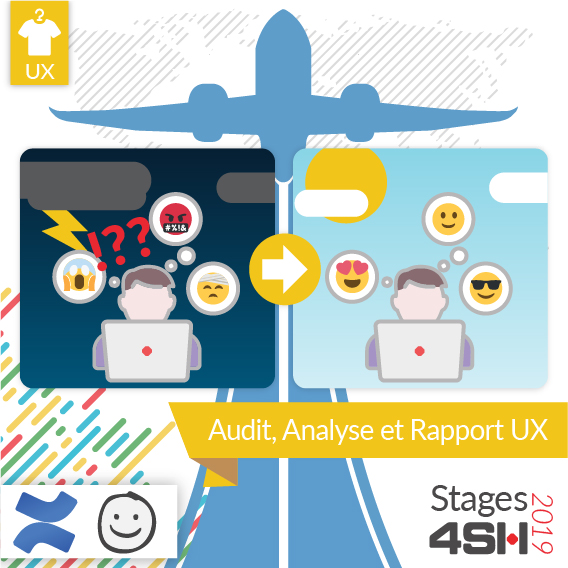 UX
!??
#%!&
Audit, Analyse et Rapport UX
Stages
4SH
2019